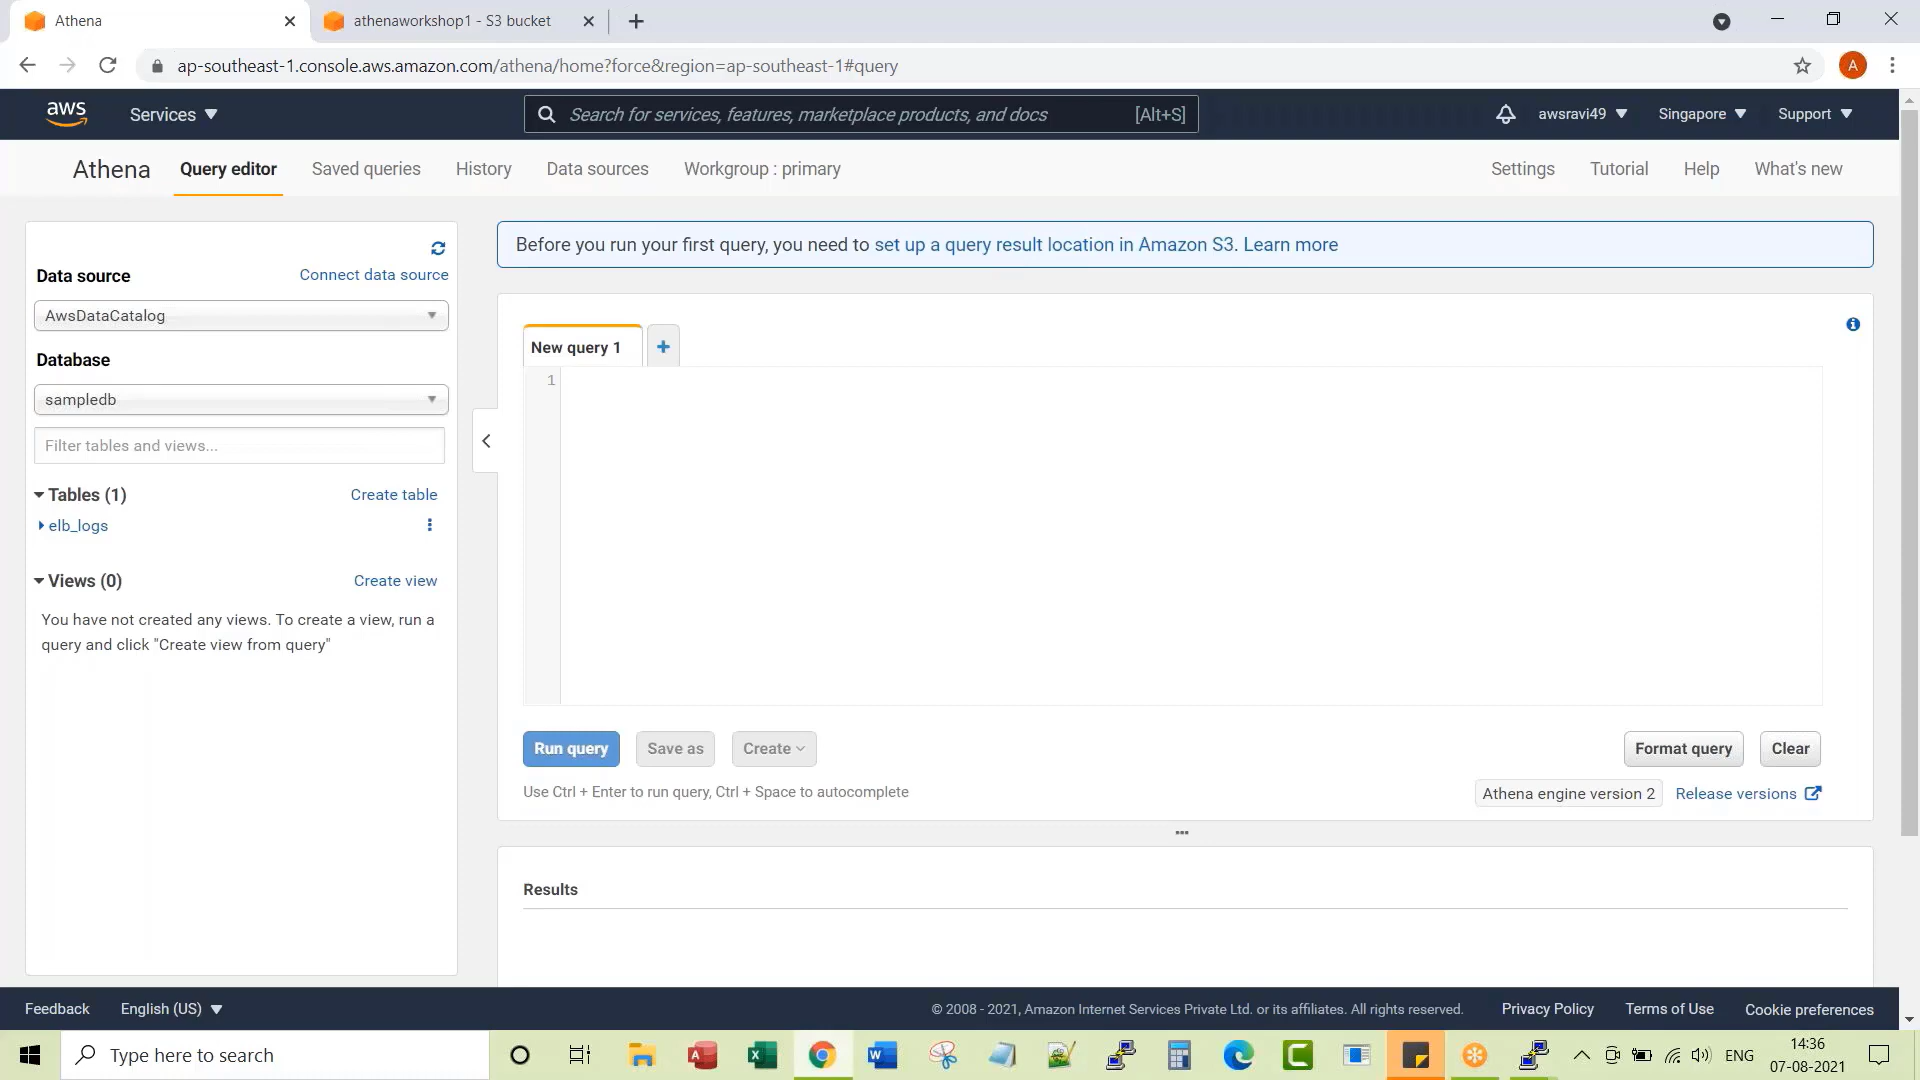 Athena
athenaworkshop1 - S3 bucket
ap-southeast-1.console.aws.amazon.com/athena/home?force&region=ap-southeast-1#query
A
aws
Services
Search for services, features, marketplace products, and docs
[Alt+S]
awsravi49
Singapore
Support
Athena
Query editor
Saved queries
History
Data sources
Workgroup : primary
Settings
Tutorial
Help
What's new
Data source
Connect data source
AwsDataCatalog
Database
sampledb
Filter tables and views...
Tables (1)
Create table
elb_logs
Views (0)
Create view
You have not created any views. To create a view, run a
query and click "Create view from query"
Before you run your first query, you need to set up a query result location in Amazon S3. Learn more
New query 1
1
Run query
Save as
Create
Format query
Clear
Use Ctrl + Enter to run query, Ctrl + Space to autocomplete
Athena engine version 2
Release versions
Results
Feedback
English (US)
© 2008 - 2021, Amazon Internet Services Private Ltd. or its affiliates. All rights reserved.
Privacy Policy
Terms of Use
Cookie preferences
Type here to search
ENG
14:36
07-08-2021